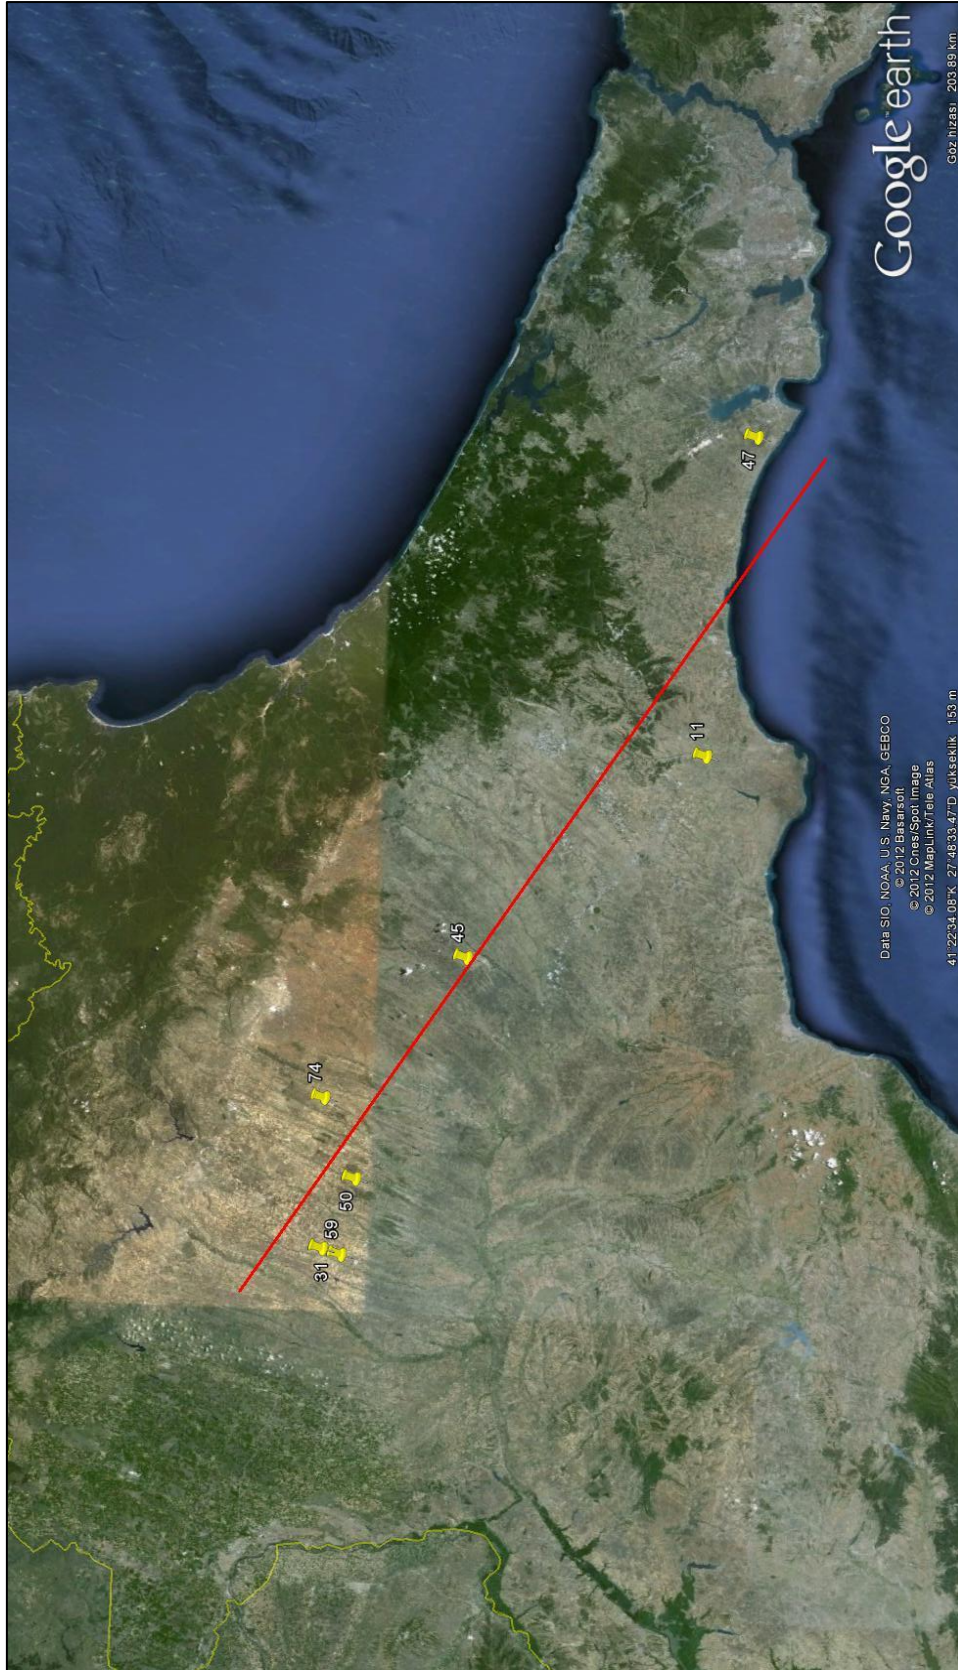 74
45
31
59
50
11
47
Data SIO, NOAA, U.S. Navy, NGA, GEBCO
© 2012 Basarsoft
© 2012 Cnes/Spot Image
© 2012 MapLink/Tele Atlas
41°22'34.08"K 27°48'33.47"D yükseklik 153 m
Google earth
Göz hizası 203.89 km